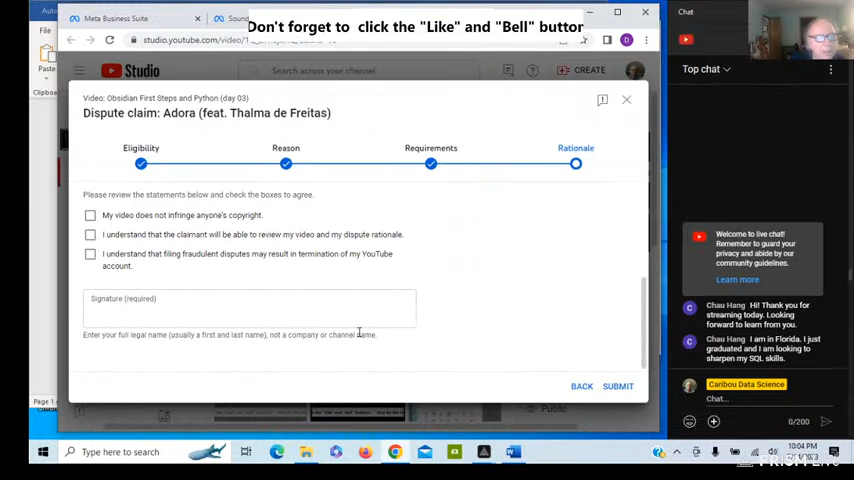 Don't forget to click the "Like" and "Bell" button
Meta Business Suite
Soun
studio.youtube.com/video/1
Studio
Search across your channel
CREATE
Video: Obsidian First Steps and Python (day 03)
Dispute claim: Adora (feat. Thalma de Freitas)
Eligibility
Reason
Requirements
Rationale
Please review the statements below and check the boxes to agree.
My video does not infringe anyone's copyright.
I understand that the claimant will be able to review my video and my dispute rationale.
I understand that filing fraudulent disputes may result in termination of my YouTube
account.
Signature (required)
Enter your full legal name (usually a first and last name), not a company or channel name.
BACK
SUBMIT
Public
File
Paste
Page 1
Type here to search
10:04 PM
Chat
Top chat
Welcome to live chat!
Remember to guard your
privacy and abide by our
community guidelines.
Learn more
Chau Hang Hi! Thank you for
streaming today. Looking
forward to learn from you.
Chau Hang I am in Florida. I just
graduated and I am looking to
sharpen my SQL skills.
Caribou Data Science
Chat...
0/200